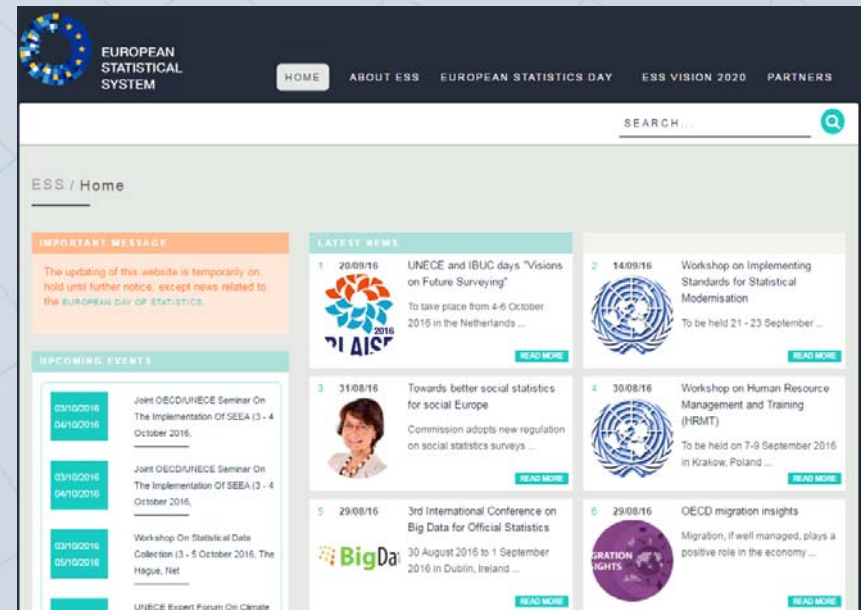 EUROPEAN
STATISTICAL
SYSTEM
HOME ABOUT ESS EUROPEAN STATISTICS DAY ESS VISION 2020 PARTNERS
SEARCH...
ESS / Home
IMPORTANT MESSAGE
The updating of this website is temporarily on
hold until further notice, except news related to
the EUROPEAN DAY OF STATISTICS.
UPCOMING EVENTS
03/10/2016
04/10/2016
Joint OECD/UNECE Seminar On
The Implementation Of SEEA (3 - 4
October 2016,
03/10/2016
04/10/2016
Joint OECD/UNECE Seminar On
The Implementation Of SEEA (3 - 4
October 2016,
03/10/2016
05/10/2016
Workshop On Statistical Data
Collection (3 - 5 October 2016, The
Hague, Net
UNECE Expert Forum On Climate
LATEST NEWS
1 20/09/16
2016
PLAISE
UNECE and IBUC days "Visions
on Future Surveying"
To take place from 4-6 October
2016 in the Netherlands ...
READ MORE
2 14/09/16
Workshop on Implementing
Standards for Statistical
Modernisation
To be held 21 - 23 September ...
READ MORE
3 31/08/16
Towards better social statistics
for social Europe
Commission adopts new regulation
on social statistics surveys ...
READ MORE
4 30/08/16
Workshop on Human Resource
Management and Training
(HRMT)
To be held on 7-9 September 2016
in Krakow, Poland ...
READ MORE
5 29/08/16
BigDa
3rd International Conference on
Big Data for Official Statistics
30 August 2016 to 1 September
2016 in Dublin, Ireland ...
READ MORE
6 29/08/16
GRATION
IGHTS
OECD migration insights
Migration, if well managed, plays a
positive role in the economy ...
READ MORE